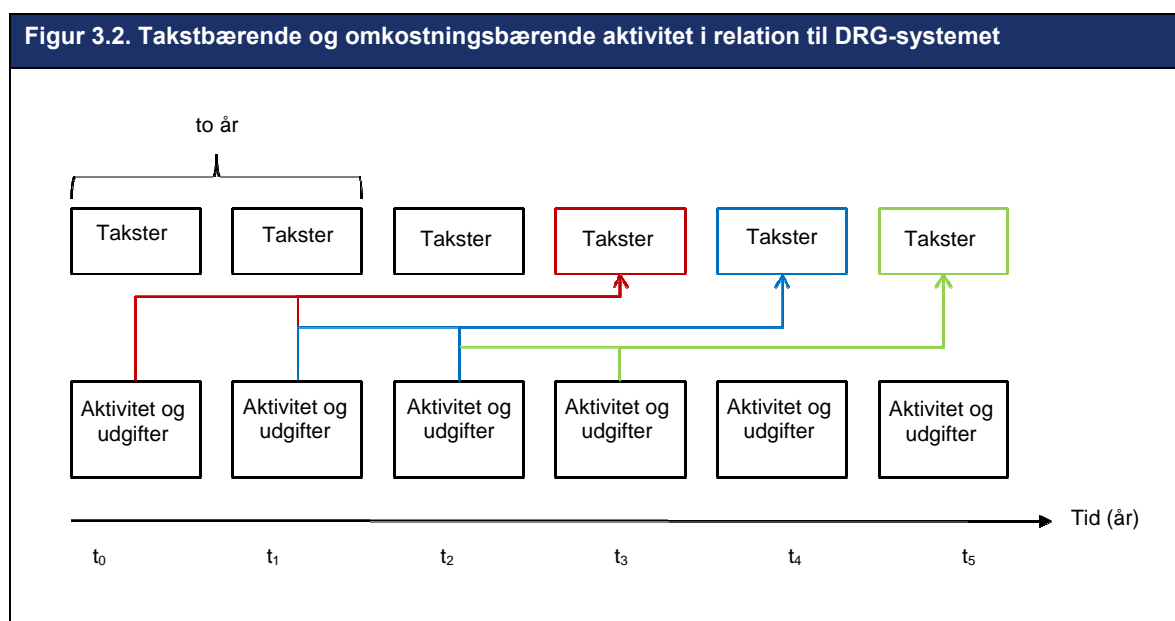 Figur 3.2. Takstbærende og omkostningsbærende aktivitet i relation til DRG-systemet
to år
Takster Takster Takster Takster Takster Takster
Aktivitet og Aktivitet og Aktivitet og Aktivitet og Aktivitet og Aktivitet og
udgifter udgifter udgifter udgifter udgifter udgifter
Tid (år)
t₀ t₁ t₂ t₃ t₄ t₅